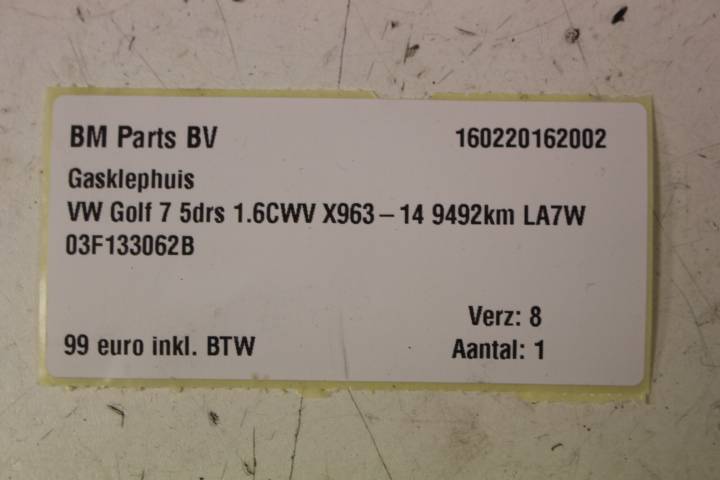 BM Parts BV 160220162002
Gasklephuis
VW Golf 7 5drs 1.6CWV X963-14 9492km LA7W
03F133062B
Verz: 8
99 euro inkl. BTW Aantal: 1